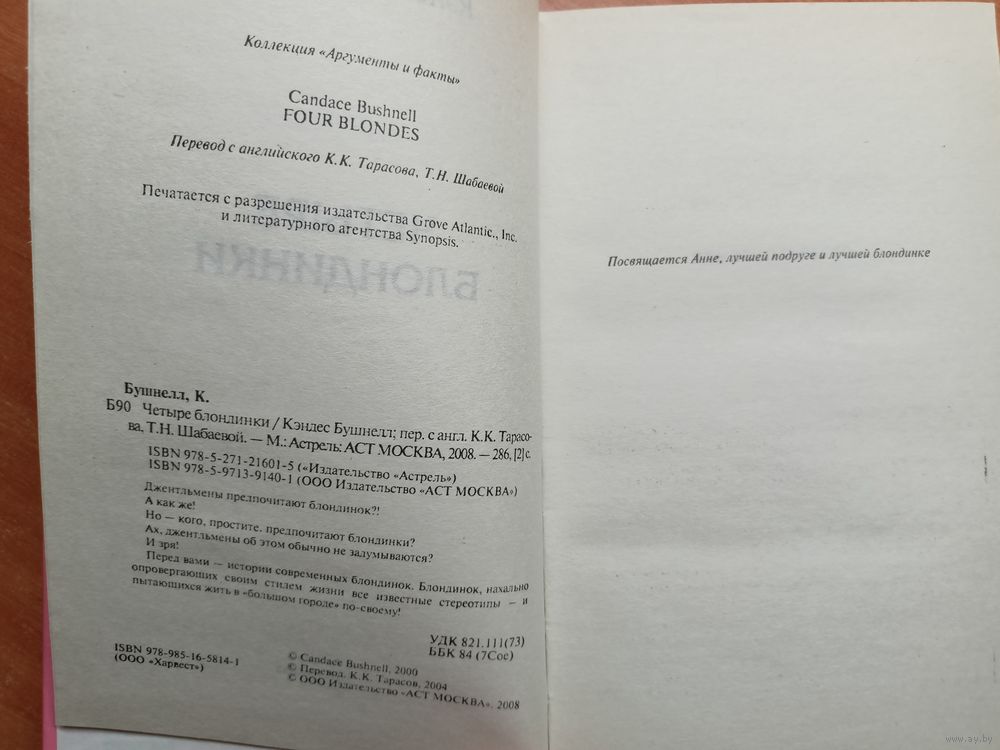 Коллекция «Аргументы и факты»
Candace Bushnell
FOUR BLONDES
Перевод с английского К.К. Тарасова, Т.Н. Шабаевой
Печатается с разрешения издательства Grove Atlantic., Inc.
и литературного агентства Synopsis.
БЛОНДИНКИ
Бушнелл, К.
Б90 Четыре блондинки / Кэндес Бушнелл; пер. с англ. К.К. Тарасо-
ва, Т.Н. Шабаевой. — М.: Астрель: АСТ МОСКВА, 2008. — 286, [2] с.
ISBN 978-5-271-21601-5 («Издательство «Астрель»)
ISBN 978-5-9713-9140-1 (ООО Издательство «АСТ МОСКВА»)
Джентльмены предпочитают блондинок?!
А как же!
Но — кого, простите, предпочитают блондинки?
Ах, джентльмены об этом обычно не задумываются?
И зря!
Перед вами — истории современных блондинок. Блондинок, нахально
опровергающих своим стилем жизни все известные стереотипы — и
пытающихся жить в «большом городе» по-своему!
УДК 821.111(73)
ББК 84 (7Сое)
ISBN 978-985-16-5814-1
(ООО «Харвест»)
© Candace Bushnell, 2000
© Перевод. К.К. Тарасов, 2004
© ООО Издательство «АСТ МОСКВА», 2008
Посвящается Анне, лучшей подруге и лучшей блондинке
www.ay.by